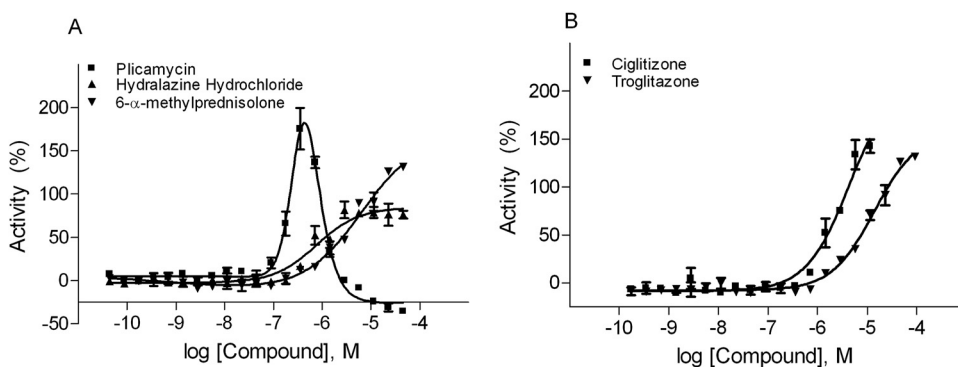 A
Plicamycin
Hydralazine Hydrochloride
6-α-methylprednisolone
Activity (%)
200
150
100
50
0
-50
-10 -9 -8 -7 -6 -5 -4
log [Compound], M
B
Ciglitizone
Troglitazone
Activity (%)
200
150
100
50
0
-10 -9 -8 -7 -6 -5 -4
log [Compound], M